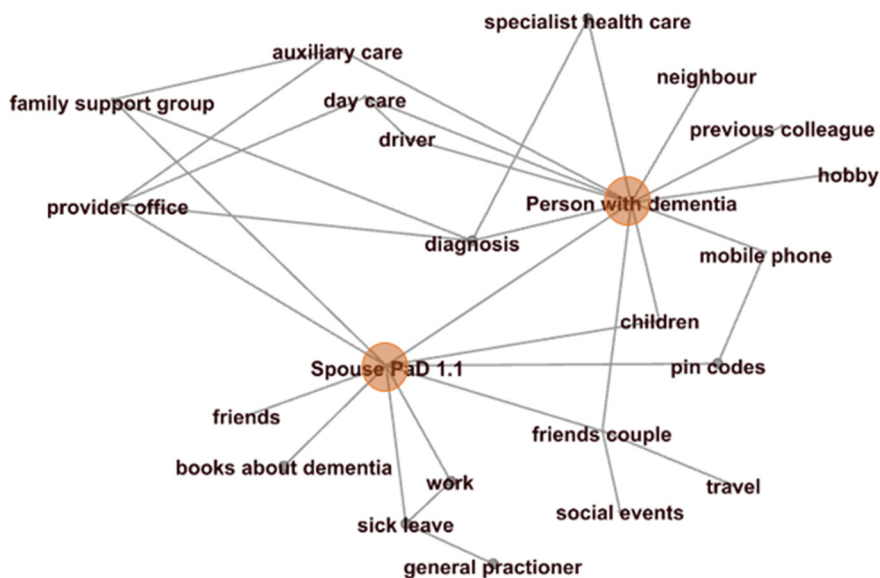 specialist health care
auxiliary care
neighbour
family support group
day care
previous colleague
driver
hobby
provider office
Person with dementia
diagnosis
mobile phone
children
Spouse PaD 1.1
pin codes
friends
friends couple
books about dementia
work
travel
social events
sick leave
general practioner